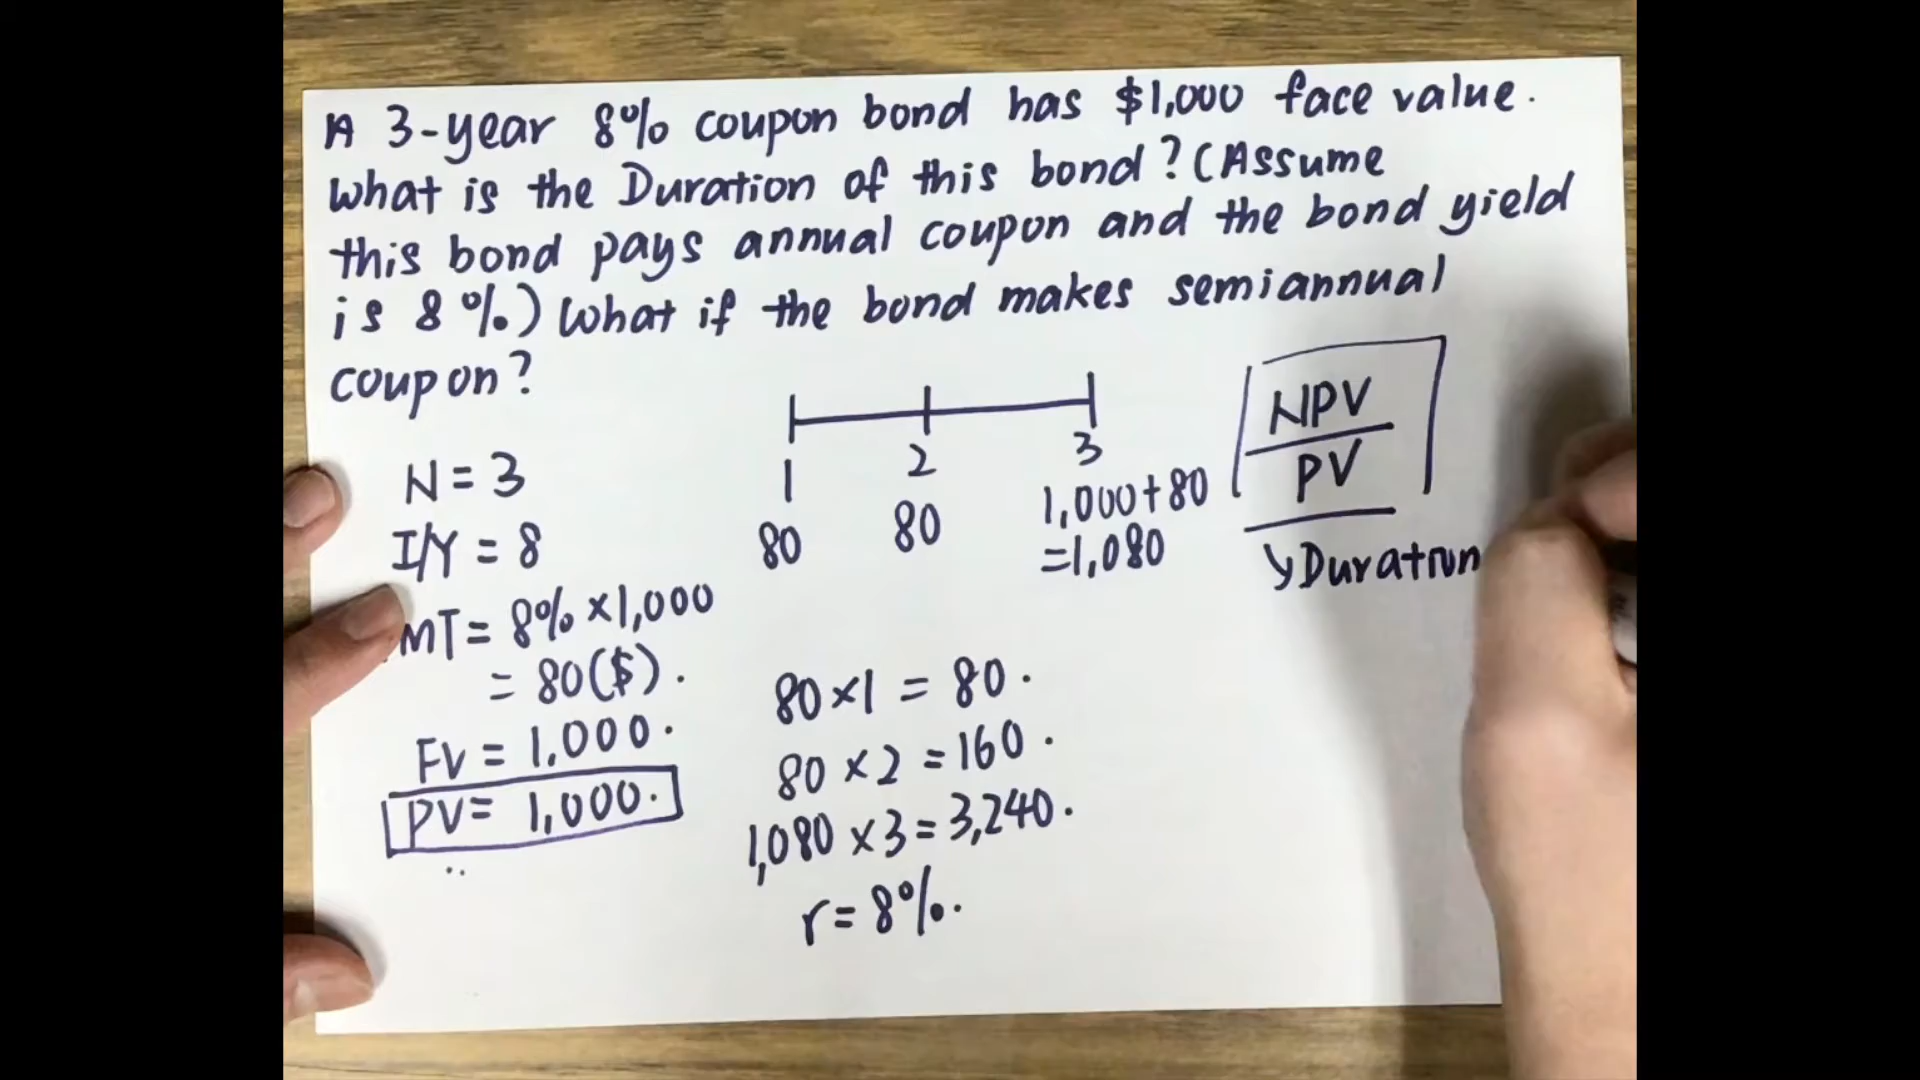 A 3-year 8% coupon bond has $1,000 face value.
What is the Duration of this bond? (Assume
this bond pays annual coupon and the bond yield
is 8%.) What if the bond makes semiannual
coupon?
N = 3
I/Y = 8
MT = 8% × 1,000
= 80($).
FV = 1,000.
PV = 1,000.
1 2 3
80 80 1,000+80
=1,080
80 × 1 = 80.
80 × 2 = 160.
1,080 × 3 = 3,240.
r = 8%.
NPV
PV
Duration